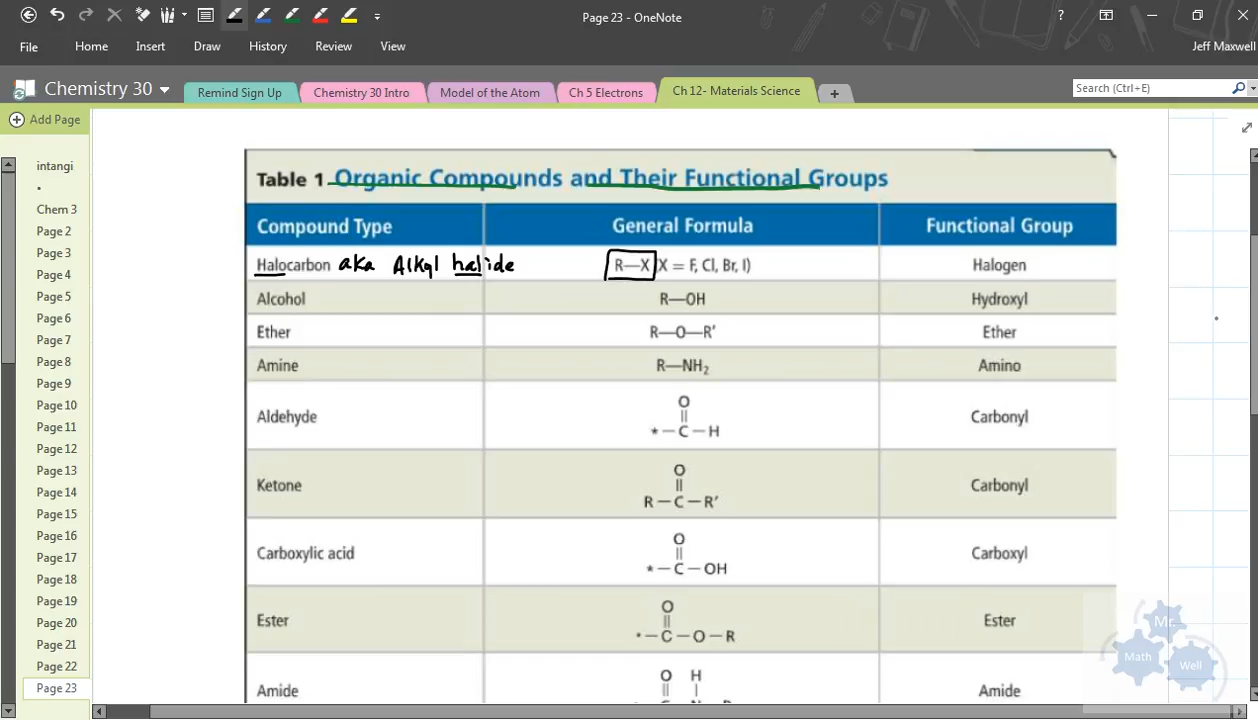 Page 23 - OneNote
?
File
Home
Insert
Draw
History
Review
View
Jeff Maxwell
Chemistry 30
Remind Sign Up
Chemistry 30 Intro
Model of the Atom
Ch 5 Electrons
Ch 12- Materials Science
Search (Ctrl+E)
Add Page
intangi
Chem 3
Page 2
Page 3
Page 4
Page 5
Page 6
Page 7
Page 8
Page 9
Page 10
Page 11
Page 12
Page 13
Page 14
Page 15
Page 16
Page 17
Page 18
Page 19
Page 20
Page 21
Page 22
Page 23
Table 1 Organic Compounds and Their Functional Groups
Compound Type General Formula Functional Group
Halocarbon aka Alkyl halide R—X (X = F, Cl, Br, I) Halogen
Alcohol R—OH Hydroxyl
Ether R—O—R′ Ether
Amine R—NH₂ Amino
O
||
Aldehyde * —C —H Carbonyl
O
||
Ketone R —C —R′ Carbonyl
O
||
Carboxylic acid * —C —OH Carboxyl
O
||
Ester * —C —O —R Ester
O H
|| |
Amide Amide
Mr.
Math
Well